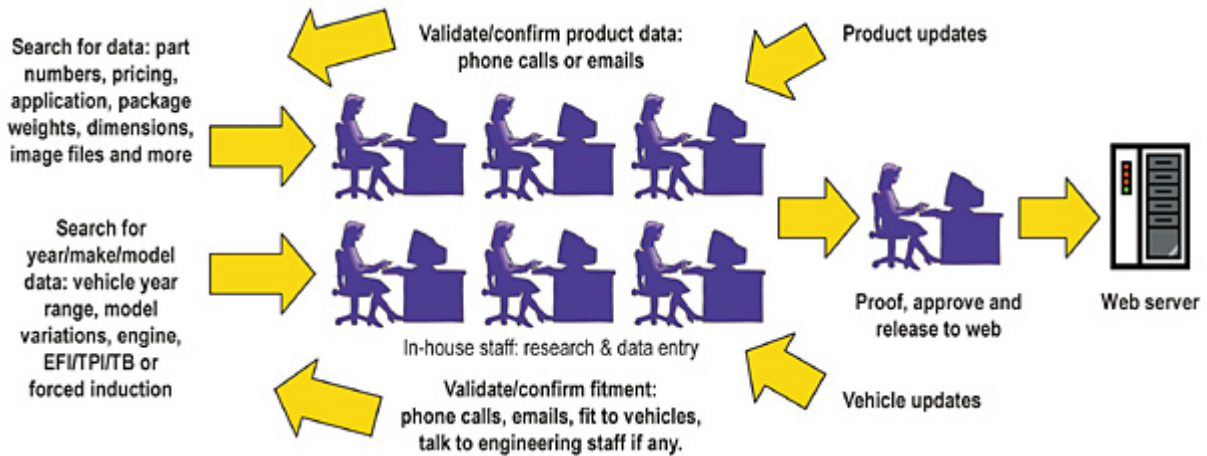 Search for data: part
numbers, pricing,
application, package
weights, dimensions,
image files and more
Validate/confirm product data:
phone calls or emails
Product updates
Search for
year/make/model
data: vehicle year
range, model
variations, engine,
EFI/TPI/TB or
forced induction
In-house staff: research & data entry
Validate/confirm fitment:
phone calls, emails, fit to vehicles,
talk to engineering staff if any.
Vehicle updates
Proof, approve and
release to web
Web server